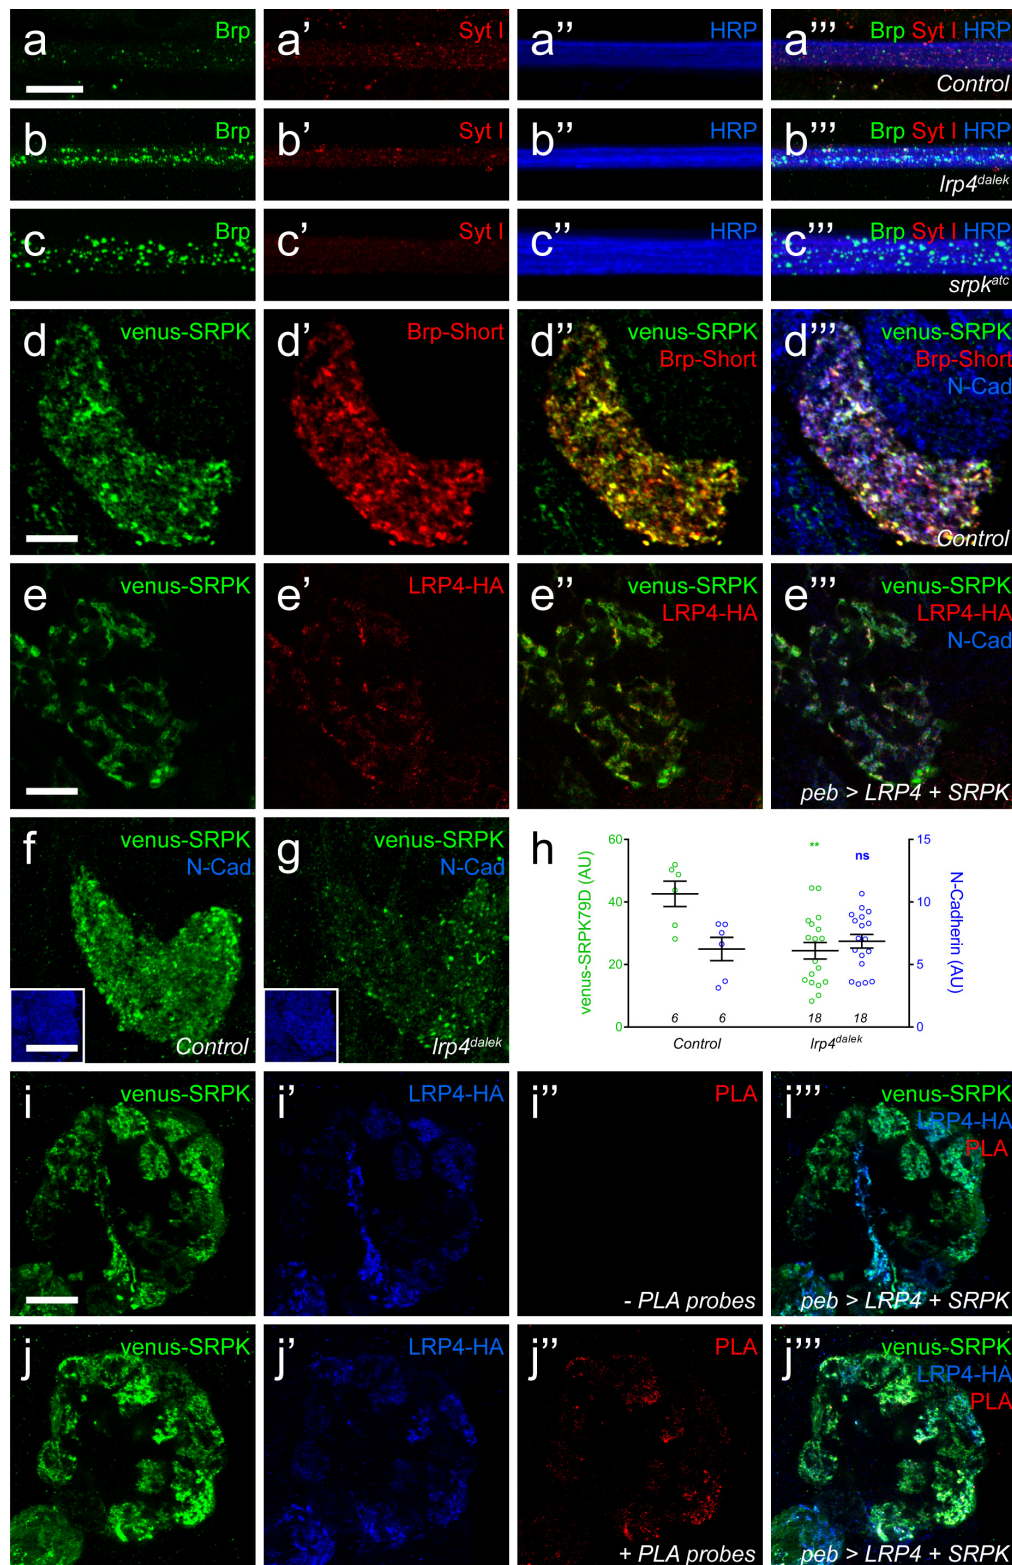 a Brp
a' Syt I
a'' HRP
a''' Brp Syt I HRP
Control
b Brp
b' Syt I
b'' HRP
b''' Brp Syt I HRP
lrp4dalek
c Brp
c' Syt I
c'' HRP
c''' Brp Syt I HRP
srpkatc
d venus-SRPK
d' Brp-Short
d'' venus-SRPK
Brp-Short
d''' venus-SRPK
Brp-Short
N-Cad
Control
e venus-SRPK
e' LRP4-HA
e'' venus-SRPK
LRP4-HA
e''' venus-SRPK
LRP4-HA
N-Cad
peb > LRP4 + SRPK
f venus-SRPK
N-Cad
Control
g venus-SRPK
N-Cad
lrp4dalek
h
venus-SRPK79D (AU)
60
40
20
0
** ns
6 6 18 18
Control lrp4dalek
15
10
5
0
N-Cadherin (AU)
i venus-SRPK
i' LRP4-HA
i'' PLA
- PLA probes
i''' venus-SRPK
LRP4-HA
PLA
peb > LRP4 + SRPK
j venus-SRPK
j' LRP4-HA
j'' PLA
+ PLA probes
j''' venus-SRPK
LRP4-HA
PLA
peb > LRP4 + SRPK